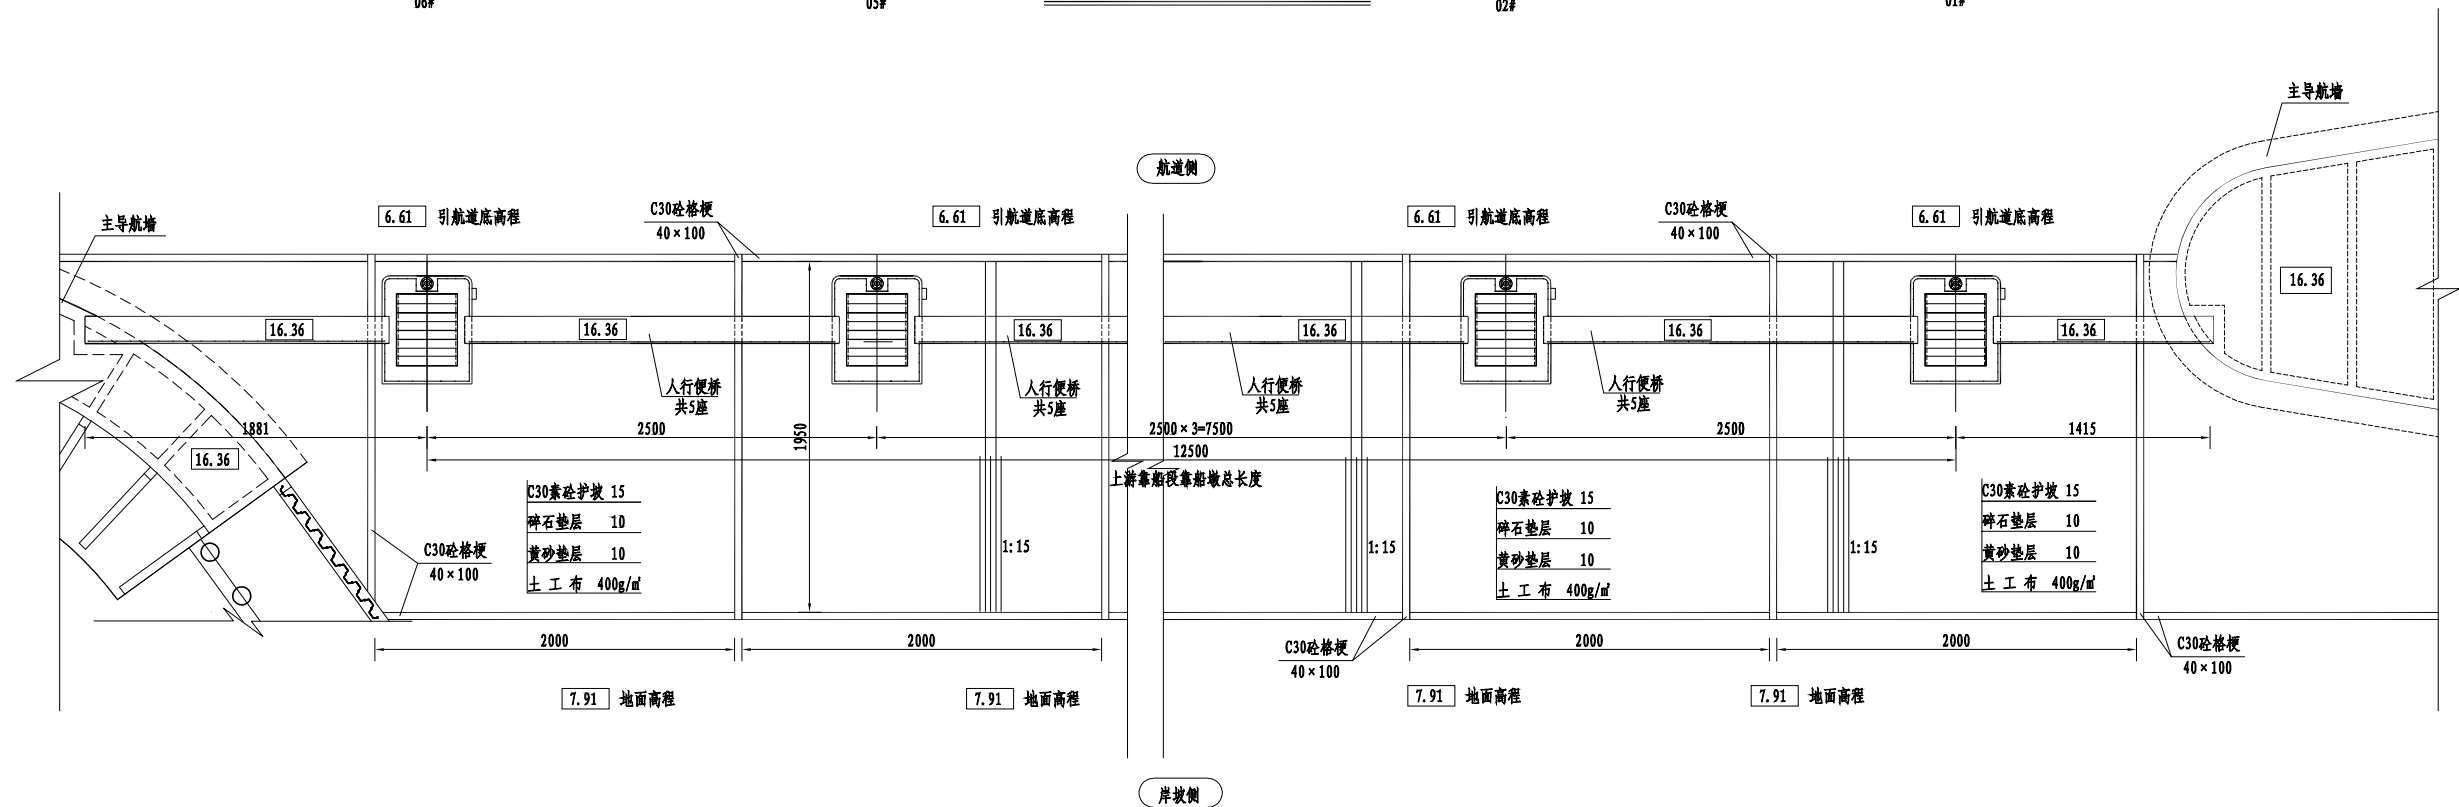 06#
05#
02#
01#
主导航墙
航道侧
6.61 引航道底高程
C30砼格梗
40×100
6.61 引航道底高程
6.61 引航道底高程
C30砼格梗
40×100
6.61 引航道底高程
主导航墙
16.36
16.36
16.36
16.36
16.36
16.36
16.36
人行便桥
共5座
人行便桥
共5座
人行便桥
共5座
人行便桥
共5座
1881
2500
1950
2500×3=7500
2500
1415
12500
上游靠船段靠船墩总长度
16.36
C30素砼护坡 15
碎石垫层 10
黄砂垫层 10
土工布 400g/㎡
C30素砼护坡 15
碎石垫层 10
黄砂垫层 10
土工布 400g/㎡
C30素砼护坡 15
碎石垫层 10
黄砂垫层 10
土工布 400g/㎡
1:15
1:15
1:15
C30砼格梗
40×100
2000
2000
C30砼格梗
40×100
2000
2000
C30砼格梗
40×100
7.91 地面高程
7.91 地面高程
7.91 地面高程
7.91 地面高程
岸坡侧